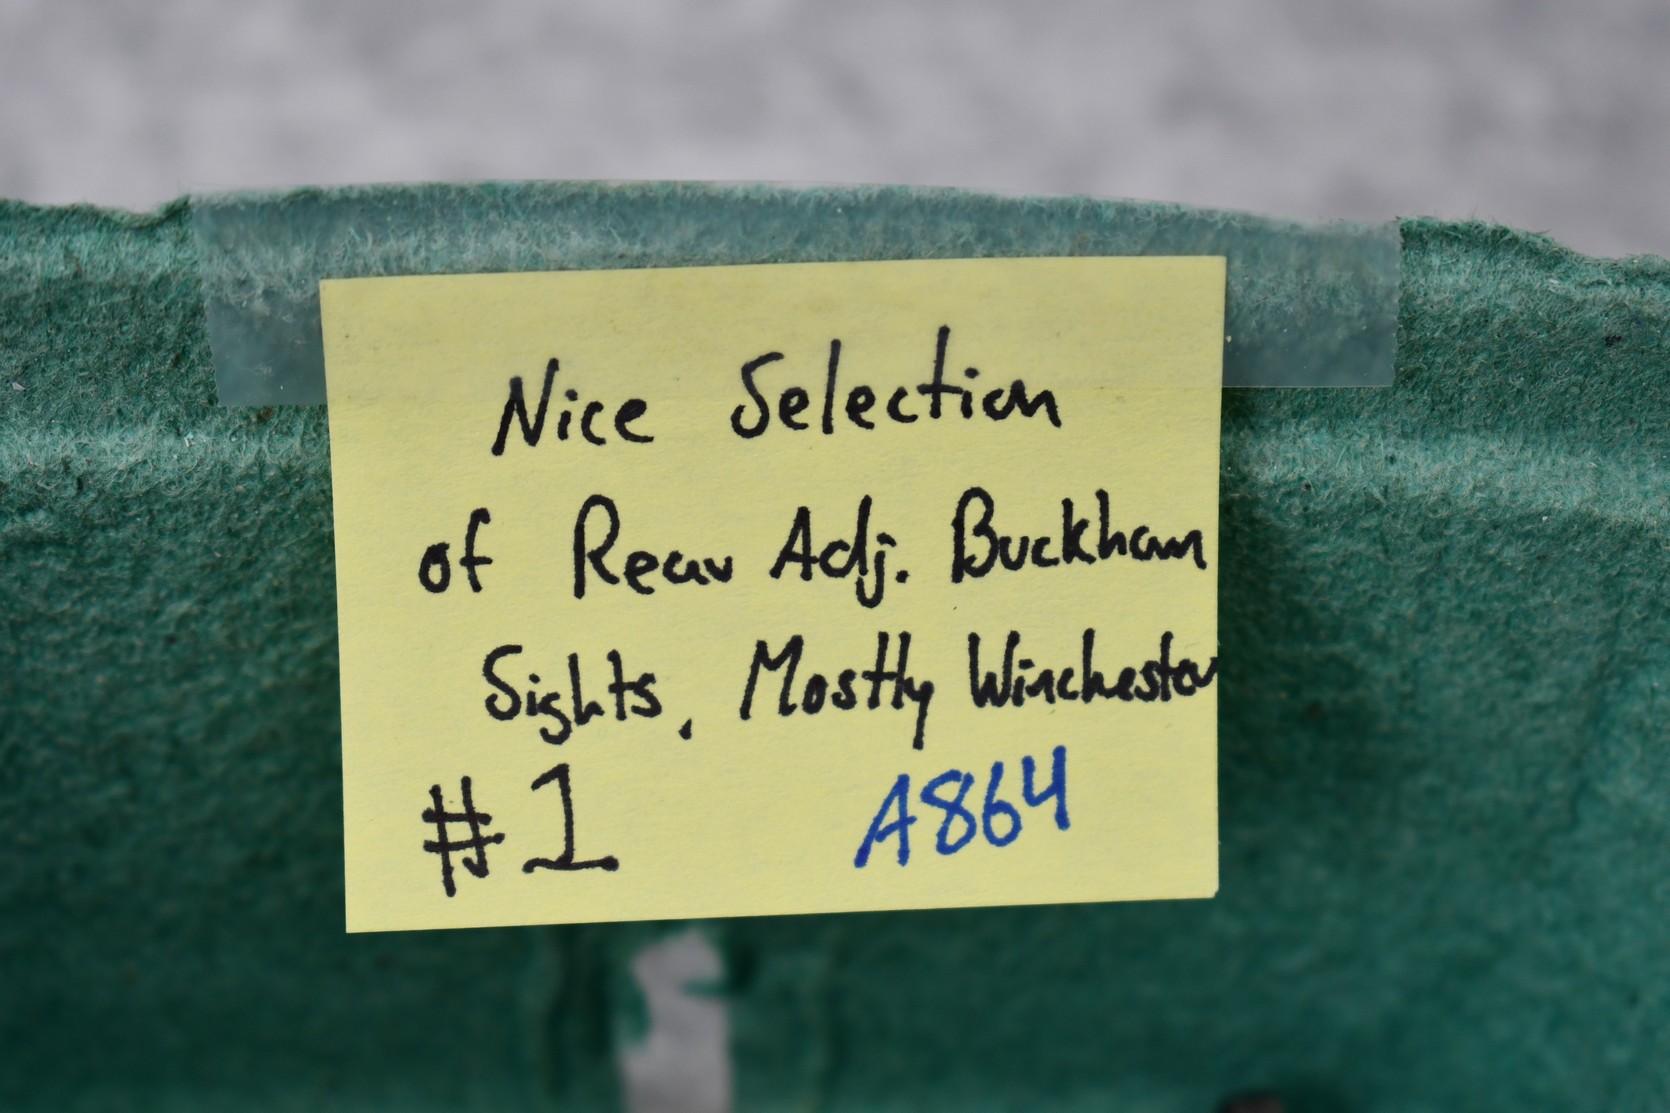 Nice Selection
of Rear Adj. Buckham
Sights, Mostly Winchester
#1 A864